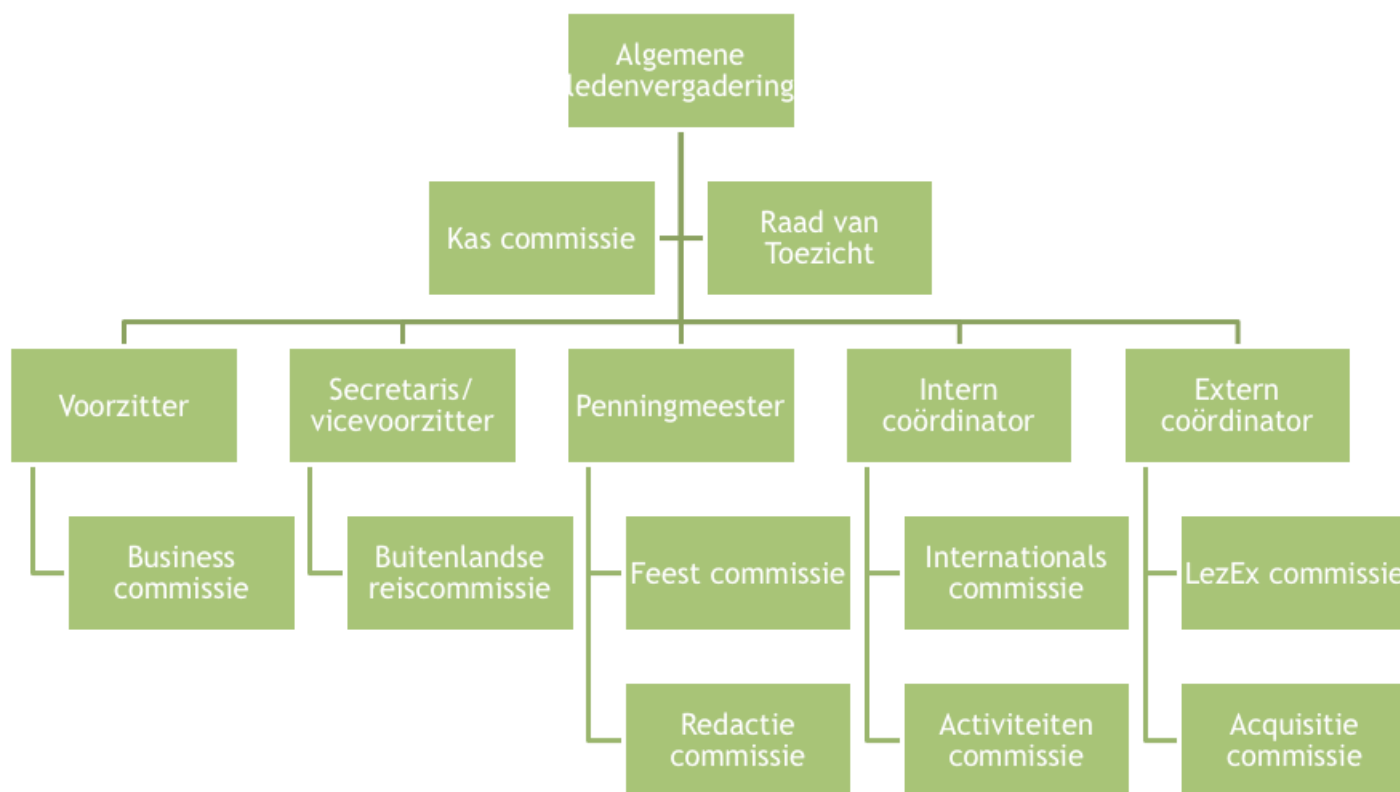 Algemene
ledenvergadering
Kas commissie
Raad van
Toezicht
Voorzitter
Secretaris/
vicevoorzitter
Penningmeester
Intern
coördinator
Extern
coördinator
Business
commissie
Buitenlandse
reiscommissie
Feest commissie
Internationals
commissie
LezEx commissie
Redactie
commissie
Activiteiten
commissie
Acquisitie
commissie